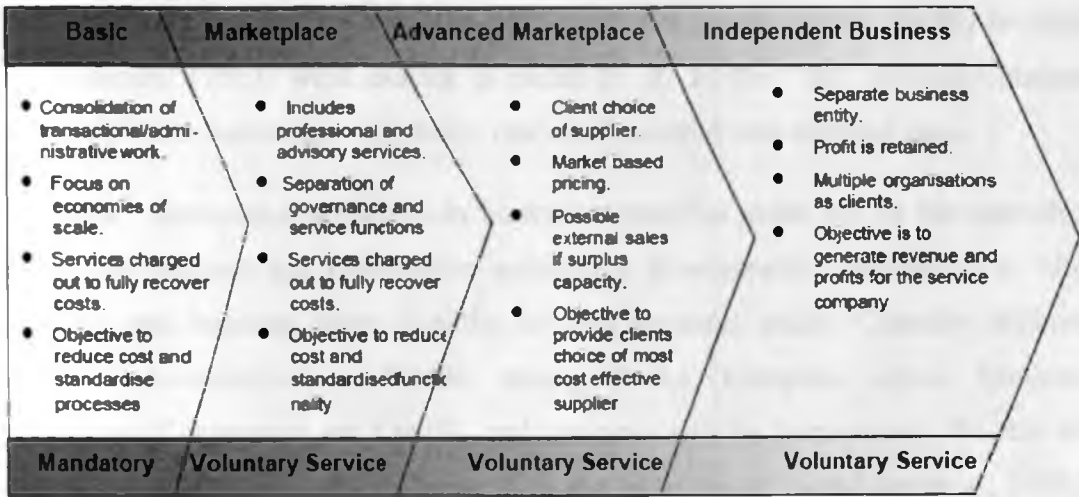 Basic Marketplace Advanced Marketplace Independent Business
• Consolidation of
transactional/admi-
nistrative work.
• Focus on
economies of
scale.
• Services charged
out to fully recover
costs.
• Objective to
reduce cost and
standardise
processes
• Includes
professional and
advisory services.
• Separation of
governance and
service functions
• Services charged
out to fully recover
costs.
• Objective to reduce
cost and
standardisedfunctio
nality
• Client choice
of supplier.
• Market based
pricing.
• Possible
external sales
if surplus
capacity.
• Objective to
provide clients
choice of most
cost effective
supplier
• Separate business
entity.
• Profit is retained.
• Multiple organisations
as clients.
• Objective is to
generate revenue and
profits for the service
company
Mandatory Voluntary Service Voluntary Service Voluntary Service